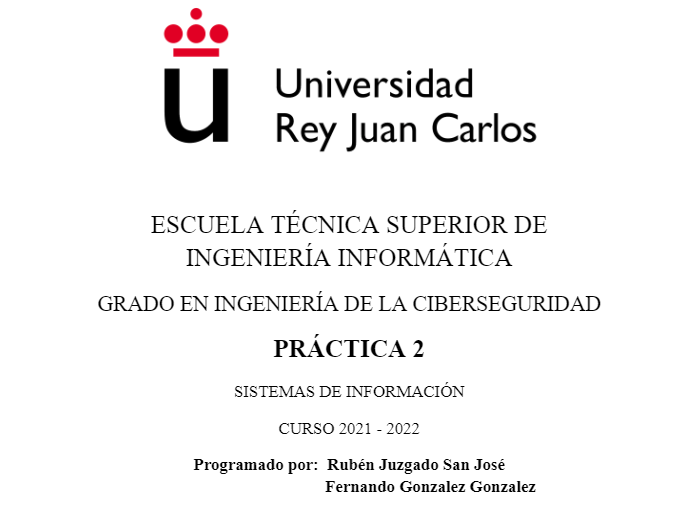 Universidad
Rey Juan Carlos
ESCUELA TÉCNICA SUPERIOR DE
INGENIERÍA INFORMÁTICA
GRADO EN INGENIERÍA DE LA CIBERSEGURIDAD
PRÁCTICA 2
SISTEMAS DE INFORMACIÓN
CURSO 2021 - 2022
Programado por: Rubén Juzgado San José
Fernando Gonzalez Gonzalez